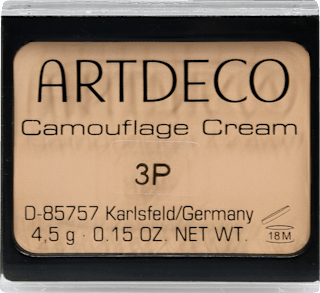 ARTDECO
Camouflage Cream
3P
D-85757 Karlsfeld/Germany
4,5 g · 0.15 OZ. NET WT.
18M